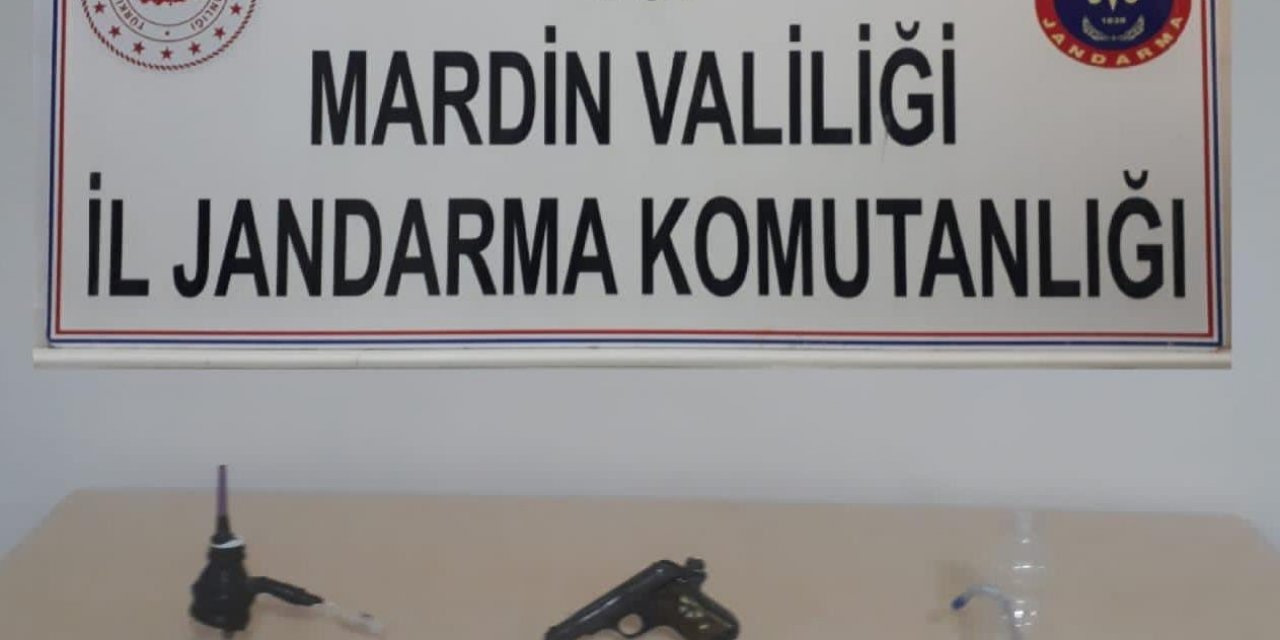 MARDİN VALİLİĞİ
İL JANDARMA KOMUTANLIĞI
JANDARMA